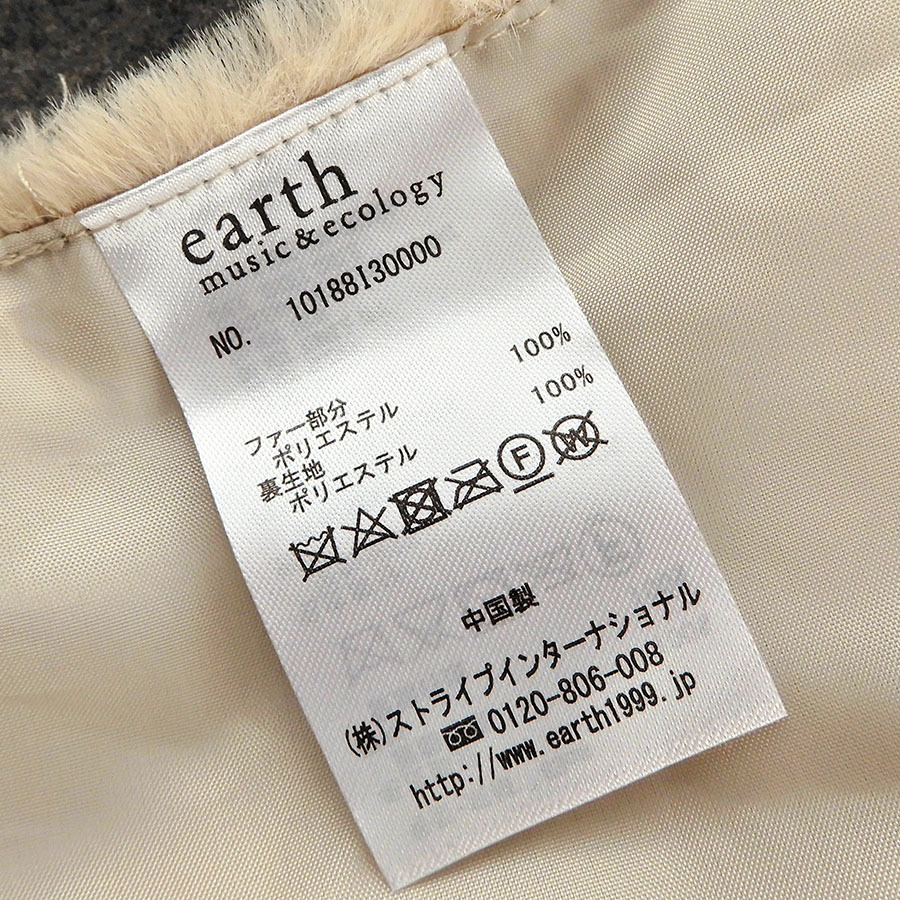 earth
music&ecology
NO. 10188I30000
ファー部分
ポリエステル 100%
裏生地
ポリエステル 100%
F W
中国製
(株)ストライプインターナショナル
0120-806-008
http://www.earth1999.jp